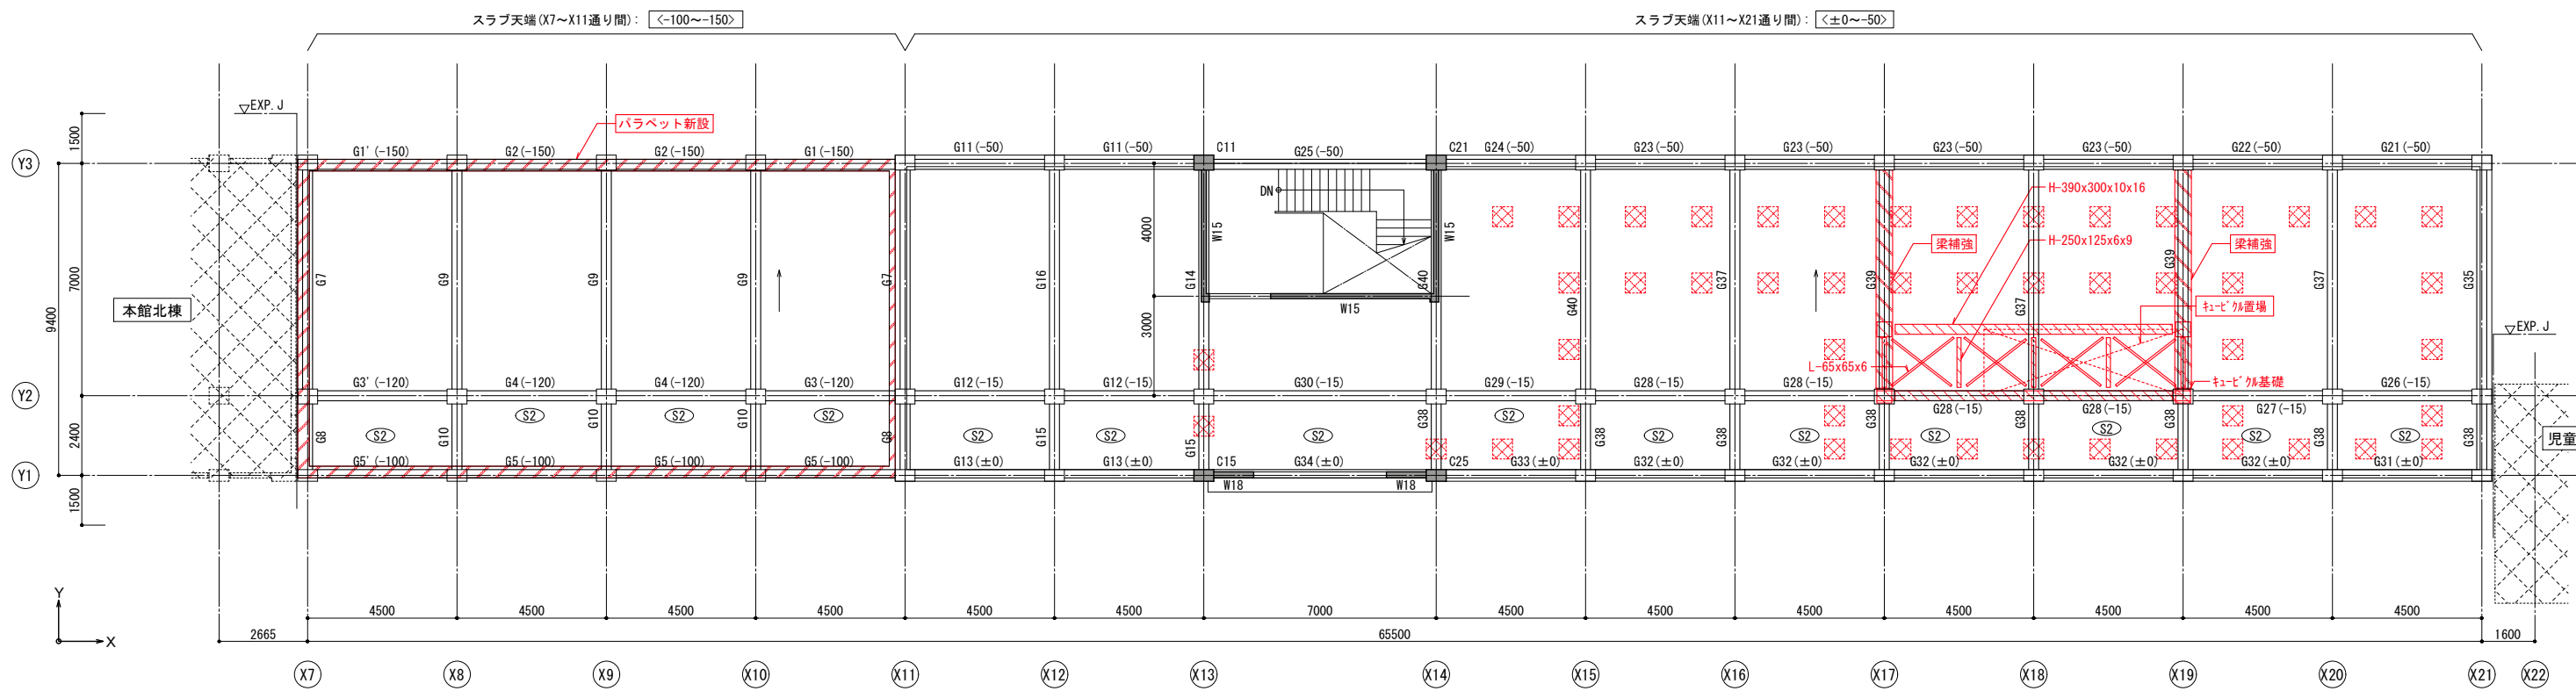 スラブ天端(X7～X11通り間): <-100～-150>
スラブ天端(X11～X21通り間): <±0～-50>
▽EXP.J
パラペット新設
Y3
1500
G1'(-150)
G2(-150)
G2(-150)
G1(-150)
G11(-50)
G11(-50)
C11
G25(-50)
C21
G24(-50)
G23(-50)
G23(-50)
G23(-50)
G23(-50)
G22(-50)
G21(-50)
DN
H-390x300x10x16
H-250x125x6x9
梁補強
梁補強
4000
W15
W15
7000
9400
本館北棟
G7
G9
G9
G9
G7
G16
G14
G40
G40
G37
G39
G37
G39
G37
G35
キュービクル置場
W15
3000
▽EXP.J
L-65x65x6
キュービクル基礎
Y2
G3'(-120)
G4(-120)
G4(-120)
G3(-120)
G12(-15)
G12(-15)
G30(-15)
G29(-15)
G28(-15)
G28(-15)
G28(-15)
G28(-15)
G27(-15)
G26(-15)
2400
G8
S2
G10
S2
S2
G10
S2
G8
S2
G15
S2
G15
S2
G38
S2
G38
S2
G38
S2
G38
S2
G38
S2
G38
S2
G38
S2
G38
児童
Y1
G5'(-100)
G5(-100)
G5(-100)
G5(-100)
G13(±0)
G13(±0)
C15
G34(±0)
C25
G33(±0)
G32(±0)
G32(±0)
G32(±0)
G32(±0)
G32(±0)
G31(±0)
W18
W18
1500
Y
X
4500
4500
4500
4500
4500
4500
7000
4500
4500
4500
4500
4500
4500
4500
2665
65500
1600
X7
X8
X9
X10
X11
X12
X13
X14
X15
X16
X17
X18
X19
X20
X21
X22